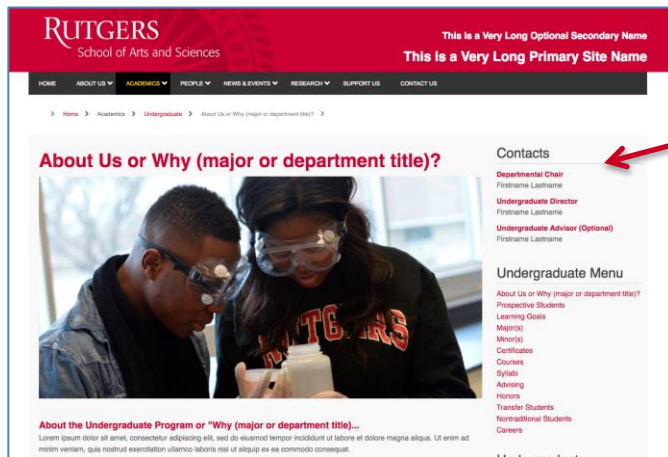 RUTGERS
School of Arts and Sciences
This is a Very Long Optional Secondary Name
This is a Very Long Primary Site Name
HOME ABOUT US ACADEMICS PEOPLE NEWS & EVENTS RESEARCH SUPPORT US CONTACT US
> Home > Academics > Undergraduate > About Us or Why (major or department title)? >
About Us or Why (major or department title)?
RUTGERS
About the Undergraduate Program or "Why (major or department title)...
Lorem ipsum dolor sit amet, consectetur adipiscing elit, sed do eiusmod tempor incididunt ut labore et dolore magna aliqua. Ut enim ad
minim veniam, quis nostrud exercitation ullamco laboris nisi ut aliquip ex ea commodo consequat.
Contacts
Departmental Chair
Firstname Lastname
Undergraduate Director
Firstname Lastname
Undergraduate Advisor (Optional)
Firstname Lastname
Undergraduate Menu
About Us or Why (major or department title)?
Prospective Students
Learning Goals
Major(s)
Minor(s)
Certificates
Courses
Syllabi
Advising
Honors
Transfer Students
Nontraditional Students
Careers